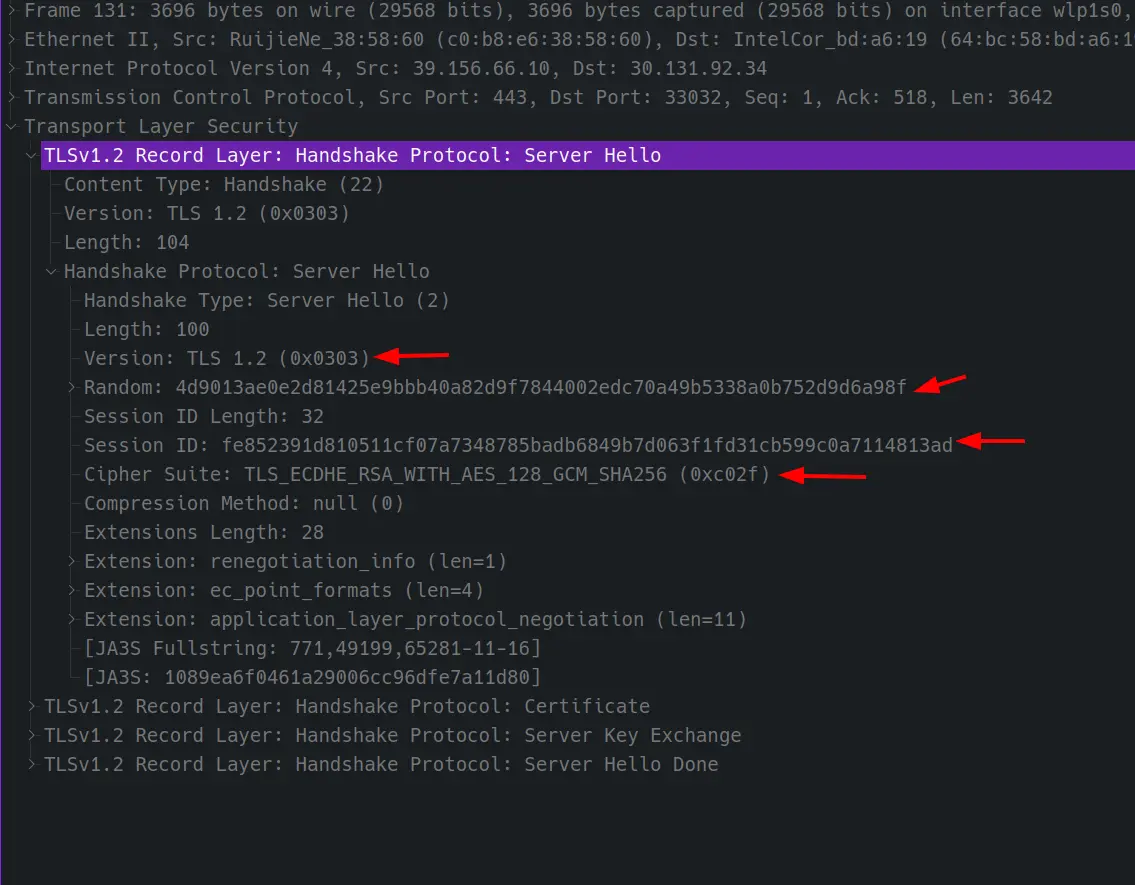 Frame 131: 3696 bytes on wire (29568 bits), 3696 bytes captured (29568 bits) on interface wlp1s0,
Ethernet II, Src: RuijieNe_38:58:60 (c0:b8:e6:38:58:60), Dst: IntelCor_bd:a6:19 (64:bc:58:bd:a6:19
Internet Protocol Version 4, Src: 39.156.66.10, Dst: 30.131.92.34
Transmission Control Protocol, Src Port: 443, Dst Port: 33032, Seq: 1, Ack: 518, Len: 3642
Transport Layer Security
TLSv1.2 Record Layer: Handshake Protocol: Server Hello
Content Type: Handshake (22)
Version: TLS 1.2 (0x0303)
Length: 104
Handshake Protocol: Server Hello
Handshake Type: Server Hello (2)
Length: 100
Version: TLS 1.2 (0x0303)
Random: 4d9013ae0e2d81425e9bbb40a82d9f7844002edc70a49b5338a0b752d9d6a98f
Session ID Length: 32
Session ID: fe852391d810511cf07a7348785badb6849b7d063f1fd31cb599c0a7114813ad
Cipher Suite: TLS_ECDHE_RSA_WITH_AES_128_GCM_SHA256 (0xc02f)
Compression Method: null (0)
Extensions Length: 28
Extension: renegotiation_info (len=1)
Extension: ec_point_formats (len=4)
Extension: application_layer_protocol_negotiation (len=11)
[JA3S Fullstring: 771,49199,65281-11-16]
[JA3S: 1089ea6f0461a29006cc96dfe7a11d80]
TLSv1.2 Record Layer: Handshake Protocol: Certificate
TLSv1.2 Record Layer: Handshake Protocol: Server Key Exchange
TLSv1.2 Record Layer: Handshake Protocol: Server Hello Done